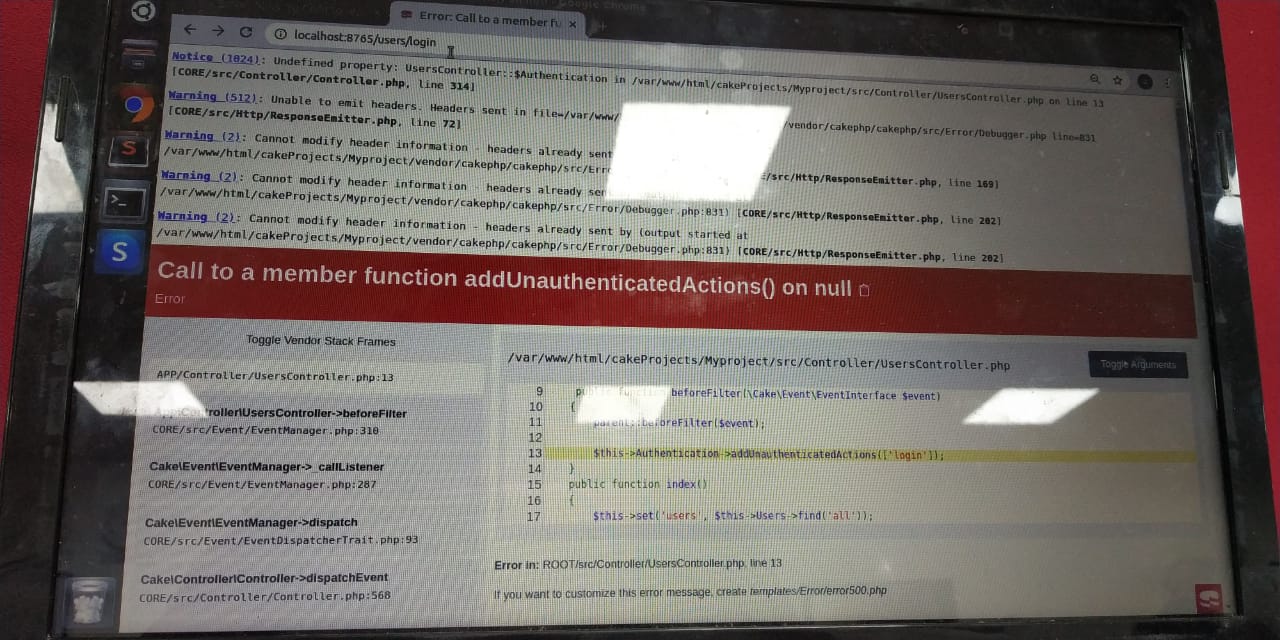 Google Chrome
Error: Call to a member fu ×
localhost:8765/users/login
Notice (1024): Undefined property: UsersController::$Authentication in /var/www/html/cakeProjects/Myproject/src/Controller/UsersController.php on line 13
[CORE/src/Controller/Controller.php, line 314]
Warning (512): Unable to emit headers. Headers sent in file=/var/www/ vendor/cakephp/cakephp/src/Error/Debugger.php line=831
[CORE/src/Http/ResponseEmitter.php, line 72]
Warning (2): Cannot modify header information - headers already sent
/var/www/html/cakeProjects/Myproject/vendor/cakephp/cakephp/src/Erro /src/Http/ResponseEmitter.php, line 169]
Warning (2): Cannot modify header information - headers already sen
/var/www/html/cakeProjects/Myproject/vendor/cakephp/cakephp/src/Error/Debugger.php:831) [CORE/src/Http/ResponseEmitter.php, line 202]
Warning (2): Cannot modify header information - headers already sent by (output started at
/var/www/html/cakeProjects/Myproject/vendor/cakephp/cakephp/src/Error/Debugger.php:831) [CORE/src/Http/ResponseEmitter.php, line 202]
Call to a member function addUnauthenticatedActions() on null
Error
Toggle Vendor Stack Frames
APP/Controller/UsersController.php:13
App\Controller\UsersController->beforeFilter
CORE/src/Event/EventManager.php:310
Cake\Event\EventManager->_callListener
CORE/src/Event/EventManager.php:287
Cake\Event\EventManager->dispatch
CORE/src/Event/EventDispatcherTrait.php:93
Cake\Controller\Controller->dispatchEvent
CORE/src/Controller/Controller.php:568
/var/www/html/cakeProjects/Myproject/src/Controller/UsersController.php
Toggle Arguments
9 public function beforeFilter(\Cake\Event\EventInterface $event)
10 {
11 parent::beforeFilter($event);
12
13 $this->Authentication->addUnauthenticatedActions(['login']);
14 }
15 public function index()
16 {
17 $this->set('users', $this->Users->find('all'));
Error in: ROOT/src/Controller/UsersController.php, line 13
If you want to customize this error message, create templates/Error/error500.php